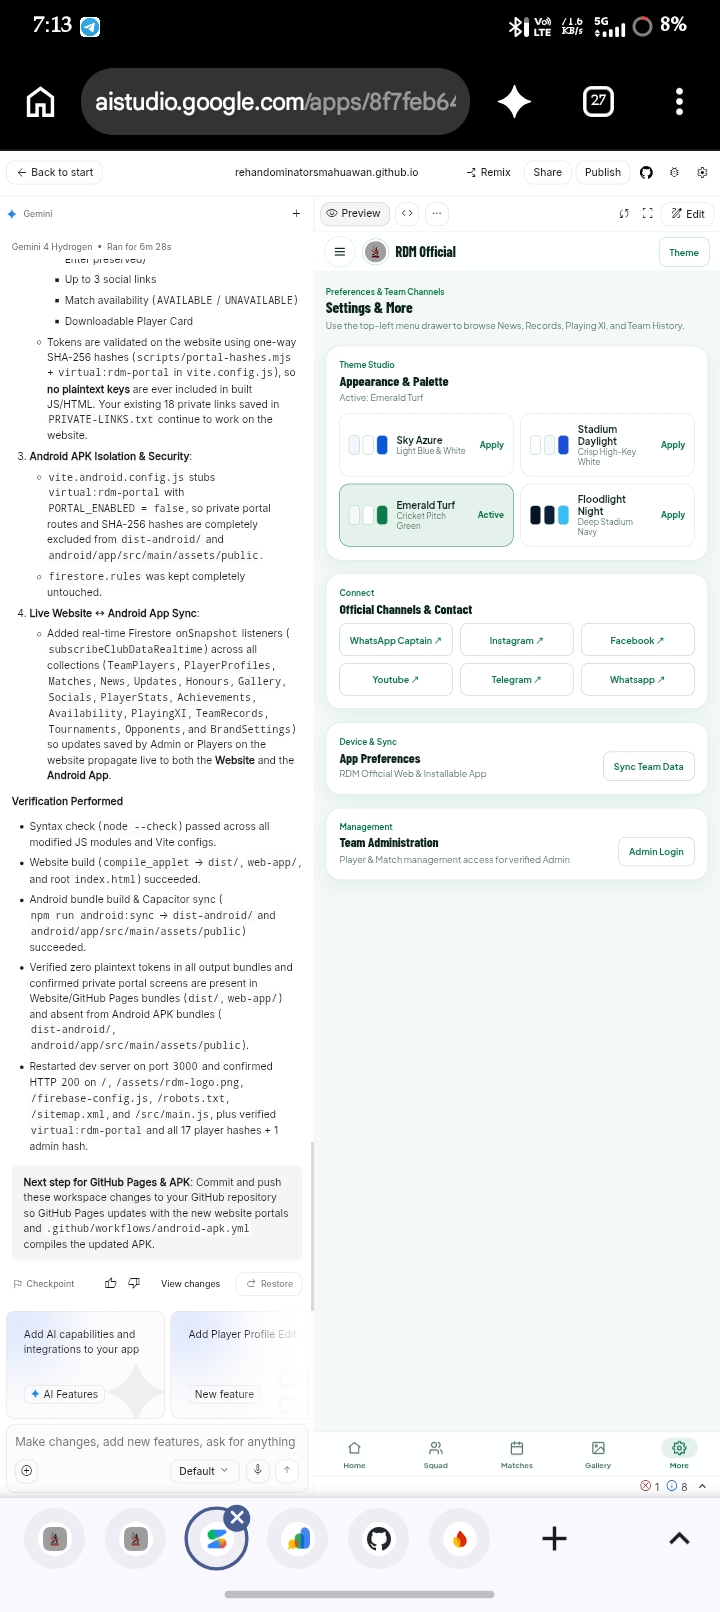 7:13
Vo) LTE
KB/s
5G
8%
aistudio.google.com/apps/8f7feb64
27
← Back to start
rehandominatorsmahuawan.github.io
Remix
Share
Publish
Gemini
+
Preview
Edit
Gemini 4 Hydrogen • Ran for 6m 28s
Enter preserved)
▪ Up to 3 social links
▪ Match availability (AVAILABLE / UNAVAILABLE)
▪ Downloadable Player Card
○ Tokens are validated on the website using one-way
SHA-256 hashes (scripts/portal-hashes.mjs
+ virtual:rdm-portal in vite.config.js), so
no plaintext keys are ever included in built
JS/HTML. Your existing 18 private links saved in
PRIVATE-LINKS.txt continue to work on the
website.
3. Android APK Isolation & Security:
○ vite.android.config.js stubs
virtual:rdm-portal with
PORTAL_ENABLED = false, so private portal
routes and SHA-256 hashes are completely
excluded from dist-android/ and
android/app/src/main/assets/public.
○ firestore.rules was kept completely
untouched.
4. Live Website ↔ Android App Sync:
○ Added real-time Firestore onSnapshot listeners (
subscribeClubDataRealtime) across all
collections (TeamPlayers, PlayerProfiles,
Matches, News, Updates, Honours, Gallery,
Socials, PlayerStats, Achievements,
Availability, PlayingXI, TeamRecords,
Tournaments, Opponents, and BrandSettings)
so updates saved by Admin or Players on the
website propagate live to both the Website and the
Android App.
Verification Performed
• Syntax check (node --check) passed across all
modified JS modules and Vite configs.
• Website build (compile_applet → dist/, web-app/,
and root index.html) succeeded.
• Android bundle build & Capacitor sync (
npm run android:sync → dist-android/ and
android/app/src/main/assets/public)
succeeded.
• Verified zero plaintext tokens in all output bundles and
confirmed private portal screens are present in
Website/GitHub Pages bundles (dist/, web-app/)
and absent from Android APK bundles (
dist-android/,
android/app/src/main/assets/public).
• Restarted dev server on port 3000 and confirmed
HTTP 200 on /, /assets/rdm-logo.png,
/firebase-config.js, /robots.txt,
/sitemap.xml, and /src/main.js, plus verified
virtual:rdm-portal and all 17 player hashes + 1
admin hash.
Next step for GitHub Pages & APK: Commit and push
these workspace changes to your GitHub repository
so GitHub Pages updates with the new website portals
and .github/workflows/android-apk.yml
compiles the updated APK.
Checkpoint
View changes
Restore
Add AI capabilities and
integrations to your app
AI Features
Add Player Profile Edit
New feature
Make changes, add new features, ask for anything
Default
RDM Official
Theme
Preferences & Team Channels
Settings & More
Use the top-left menu drawer to browse News, Records, Playing XI, and Team History.
Theme Studio
Appearance & Palette
Active: Emerald Turf
Sky Azure
Light Blue & White
Apply
Stadium
Daylight
Crisp High-Key
White
Apply
Emerald Turf
Cricket Pitch
Green
Active
Floodlight
Night
Deep Stadium
Navy
Apply
Connect
Official Channels & Contact
WhatsApp Captain ↗
Instagram ↗
Facebook ↗
Youtube ↗
Telegram ↗
Whatsapp ↗
Device & Sync
App Preferences
RDM Official Web & Installable App
Sync Team Data
Management
Team Administration
Player & Match management access for verified Admin
Admin Login
Home
Squad
Matches
Gallery
More
1
8